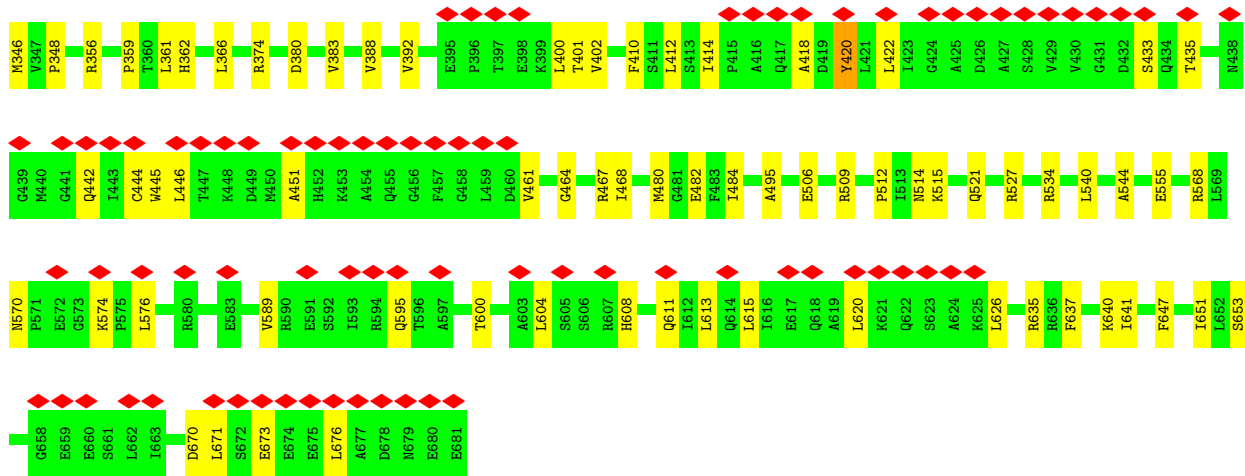 M346 V347 P348 R356 P359 T360 L361 H362 L366 R374 D380 V383 V388 V392 E395 P396 T397 E398 K399 L400 T401 V402 F410 S411 L412 S413 I414 P415 A416 Q417 A418 D419 Y420 L421 L422 I423 G424 A425 D426 A427 S428 V429 V430 G431 D432 S433 Q434 T435 N438
G439 M440 G441 Q442 I443 C444 W445 L446 T447 K448 D449 M450 A451 H452 K453 A454 Q455 G456 F457 G458 L459 D460 V461 G464 R467 I468 M480 G481 E482 F483 I484 A495 E506 R509 P512 I513 N514 K515 Q521 R527 R534 L540 A544 E555 R568 L569
N570 P571 E572 G573 K574 P575 L576 R580 E583 V589 R590 E591 S592 I593 R594 Q595 T596 A597 T600 A603 L604 S605 S606 R607 H608 Q611 I612 L613 Q614 L615 I616 E617 Q618 A619 L620 K621 Q622 S623 A624 K625 L626 R635 R636 F637 K640 I641 F647 I651 L652 S653
G658 E659 E660 S661 L662 I663 D670 L671 S672 E673 E674 E675 L676 A677 D678 N679 E680 E681